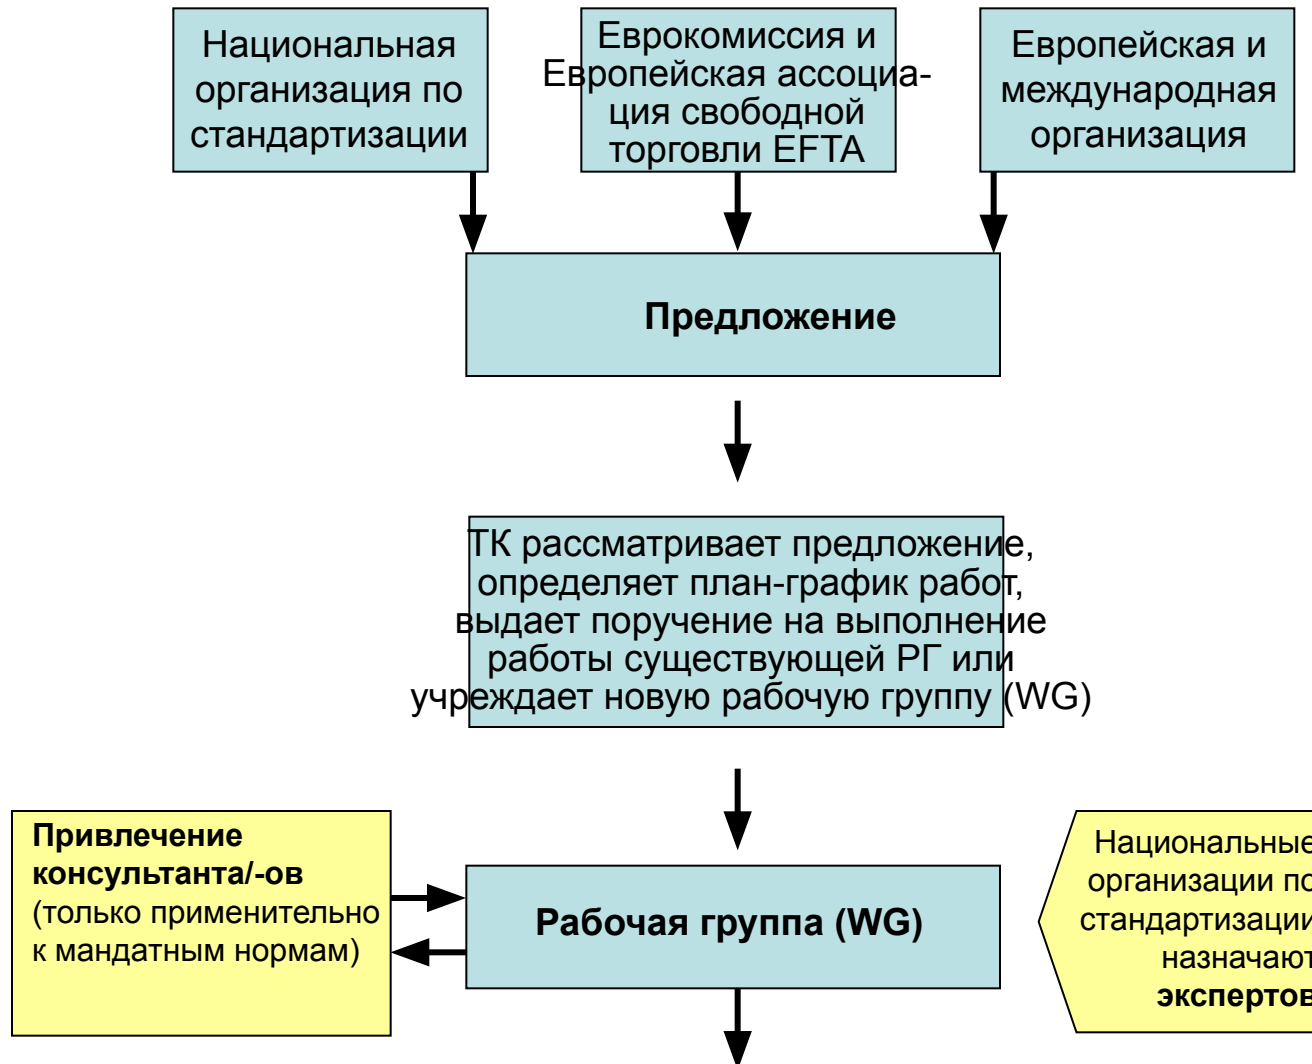 Национальная
организация по
стандартизации
Еврокомиссия и
Европейская ассоциа-
ция свободной
торговли EFTA
Европейская и
международная
организация
Предложение
ТК рассматривает предложение,
определяет план-график работ,
выдает поручение на выполнение
работы существующей РГ или
учреждает новую рабочую группу (WG)
Привлечение
консультанта/-ов
(только применительно
к мандатным нормам)
Рабочая группа (WG)
Национальные
организации по
стандартизации
назначают
экспертов